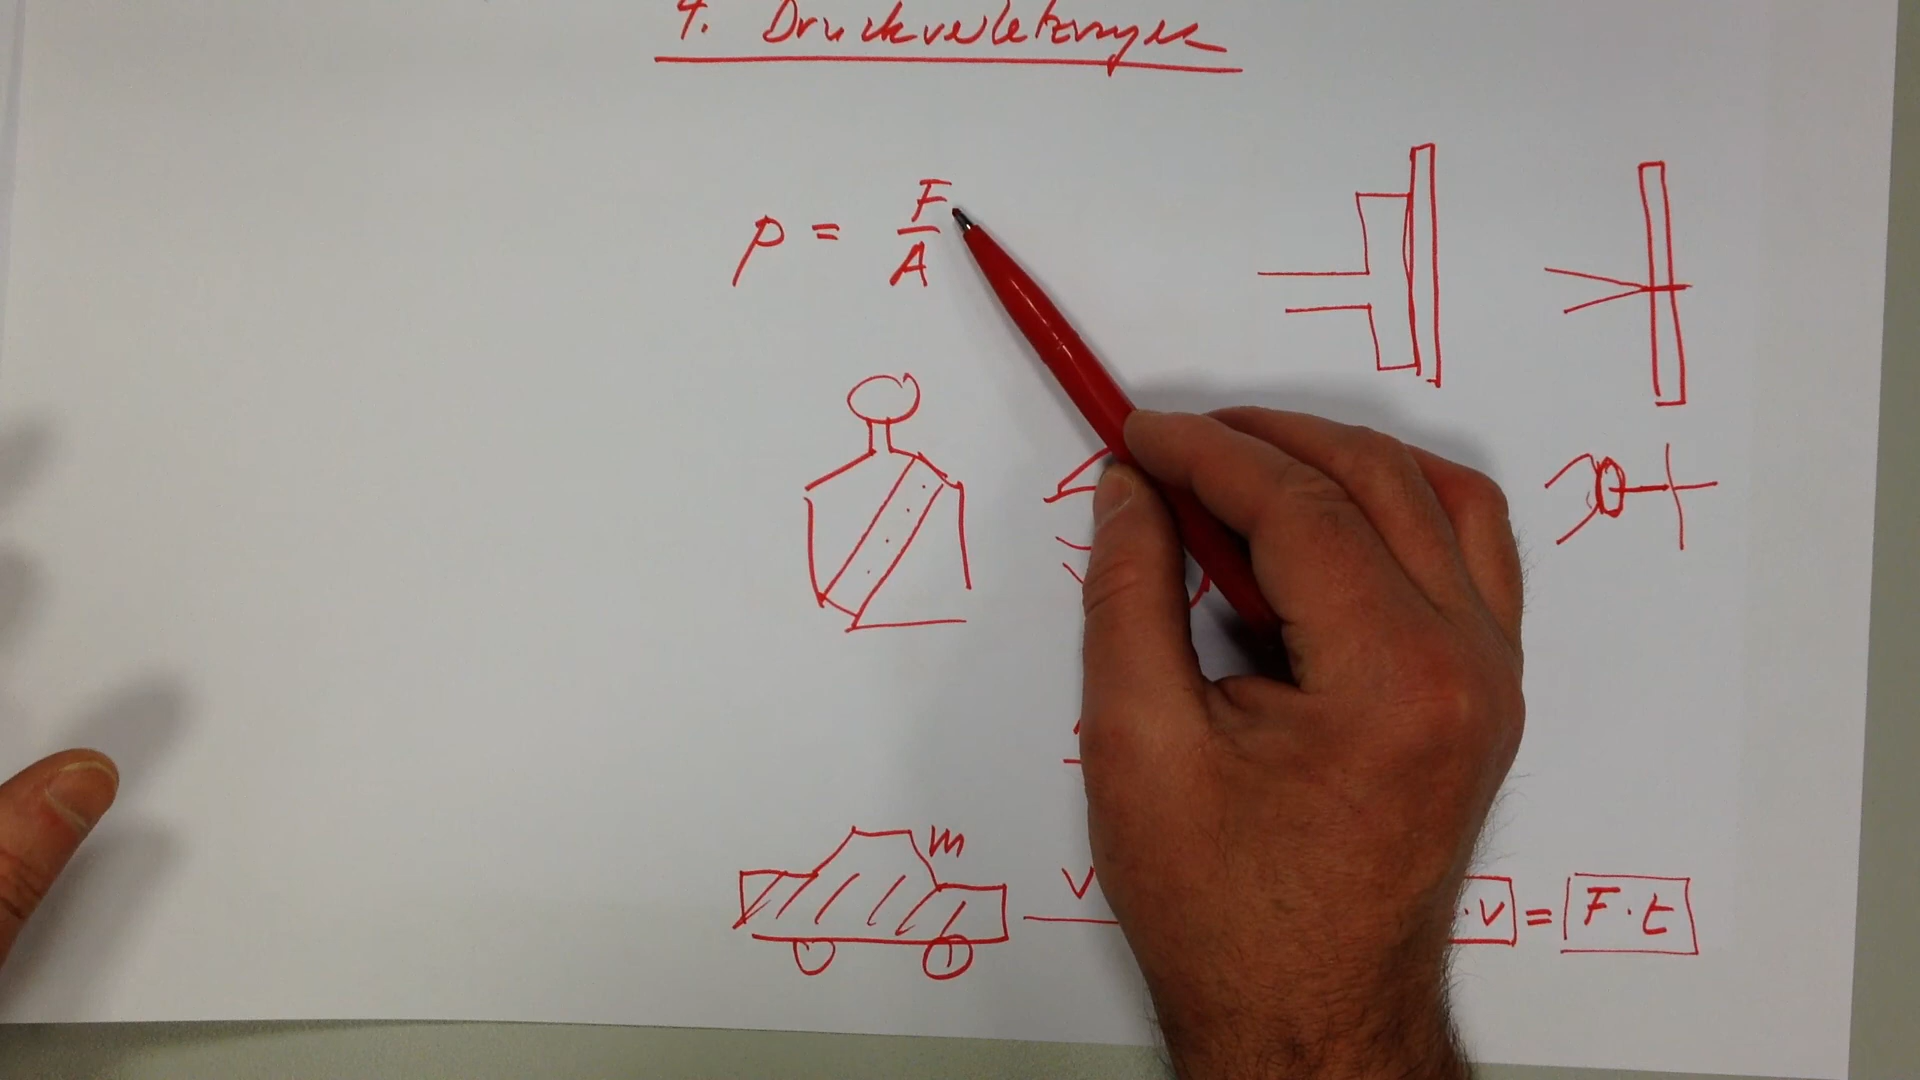 4. Druckverletzungen
p = F/A
m
v
· v = F · t